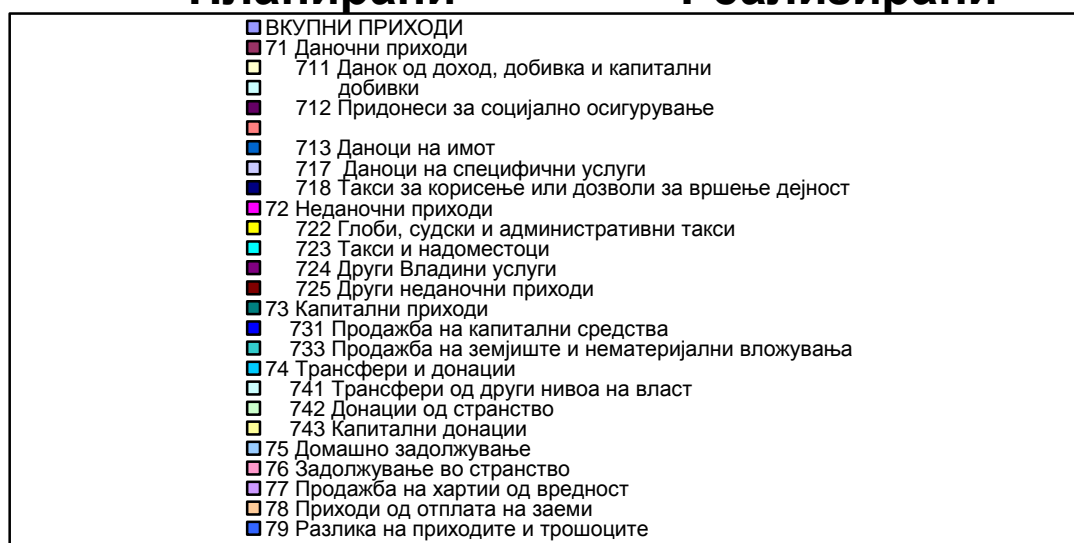 Планирани Реализирани
ВКУПНИ ПРИХОДИ
71 Даночни приходи
711 Данок од доход, добивка и капитални
добивки
712 Придонеси за социјално осигурување
713 Даноци на имот
717 Даноци на специфични услуги
718 Такси за корисење или дозволи за вршење дејност
72 Неданочни приходи
722 Глоби, судски и административни такси
723 Такси и надоместоци
724 Други Владини услуги
725 Други неданочни приходи
73 Капитални приходи
731 Продажба на капитални средства
733 Продажба на земјиште и нематеријални вложувања
74 Трансфери и донации
741 Трансфери од други нивоа на власт
742 Донации од странство
743 Капитални донации
75 Домашно задолжување
76 Задолжување во странство
77 Продажба на хартии од вредност
78 Приходи од отплата на заеми
79 Разлика на приходите и трошоците